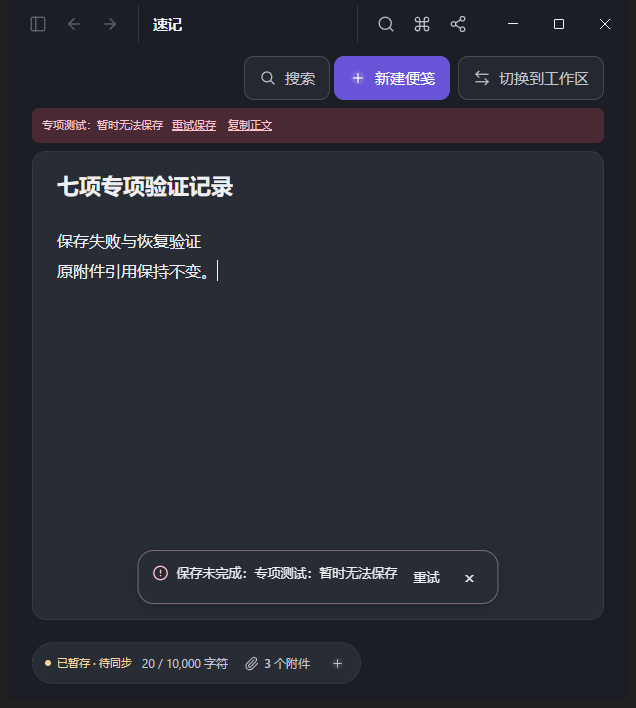 速记
搜索
新建便笺
切换到工作区
专项测试：暂时无法保存 重试保存 复制正文
七项专项验证记录
保存失败与恢复验证
原附件引用保持不变。
保存未完成：专项测试：暂时无法保存 重试
已暂存 · 待同步 20 / 10,000 字符 3 个附件